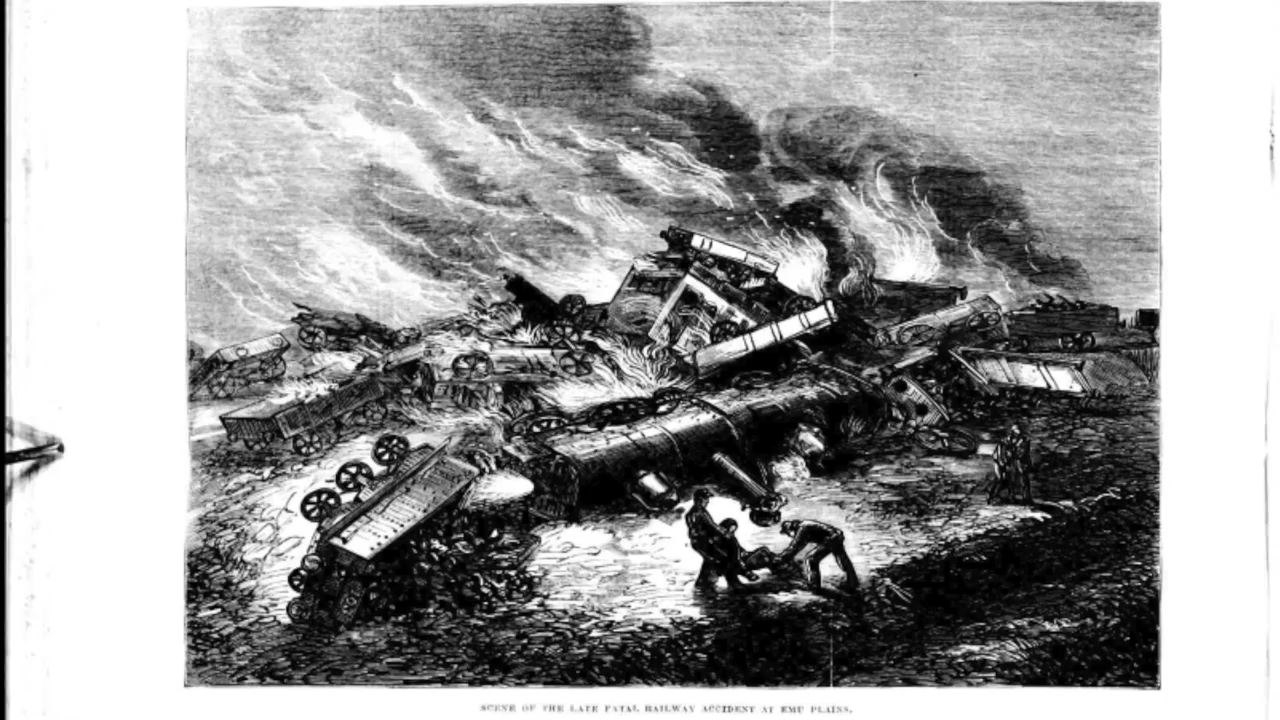 SCENE OF THE LATE FATAL RAILWAY ACCIDENT AT EMU PLAINS.